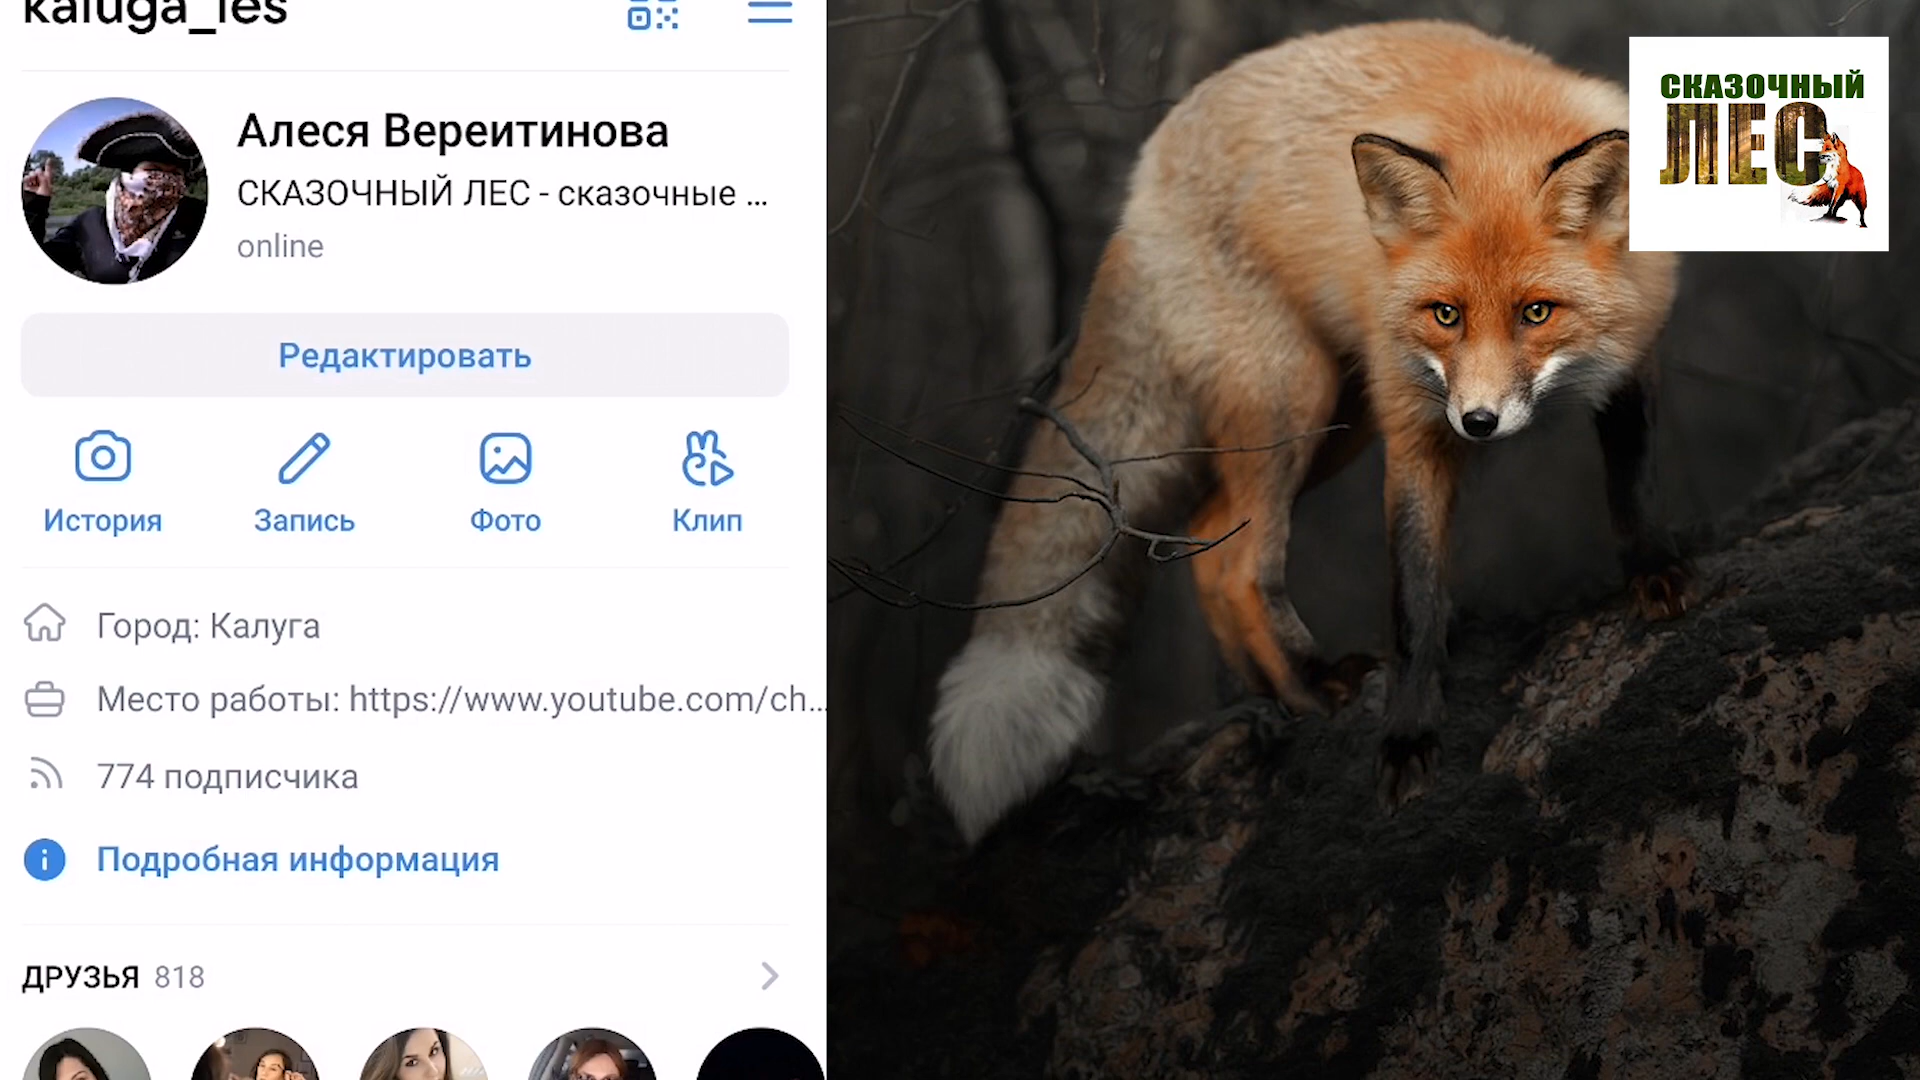 kaluga_les
Алеся Вереитинова
СКАЗОЧНЫЙ ЛЕС - сказочные ...
online
Редактировать
История
Запись
Фото
Клип
Город: Калуга
Место работы: https://www.youtube.com/ch...
774 подписчика
Подробная информация
ДРУЗЬЯ 818
СКАЗОЧНЫЙ
ЛЕС